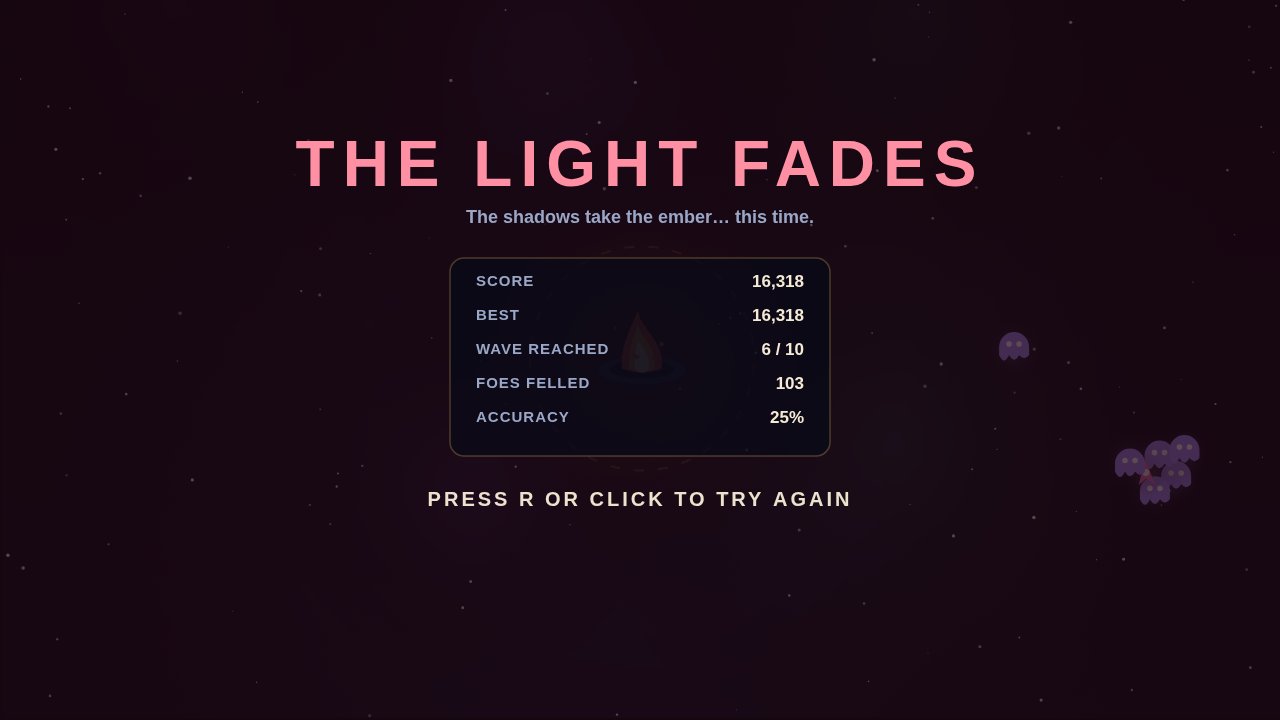 THE LIGHT FADES
The shadows take the ember… this time.
SCORE 16,318
BEST 16,318
WAVE REACHED 6 / 10
FOES FELLED 103
ACCURACY 25%
PRESS R OR CLICK TO TRY AGAIN